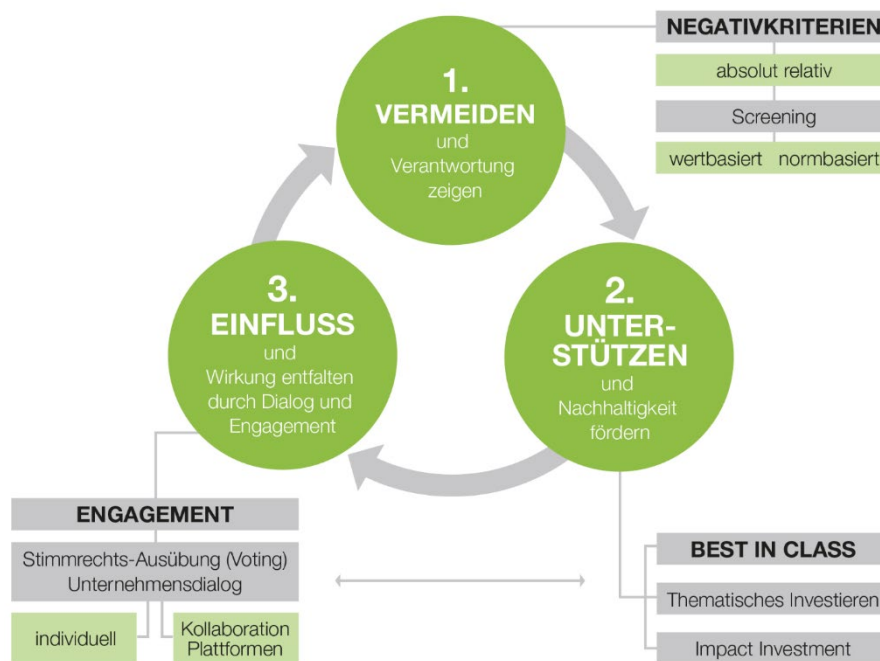 1.
VERMEIDEN
und
Verantwortung
zeigen
NEGATIVKRITERIEN
absolut relativ
Screening
wertbasiert normbasiert
2.
UNTER-
STÜTZEN
und
Nachhaltigkeit
fördern
BEST IN CLASS
Thematisches Investieren
Impact Investment
3.
EINFLUSS
und
Wirkung entfalten
durch Dialog und
Engagement
ENGAGEMENT
Stimmrechts-Ausübung (Voting)
Unternehmensdialog
individuell
Kollaboration
Plattformen